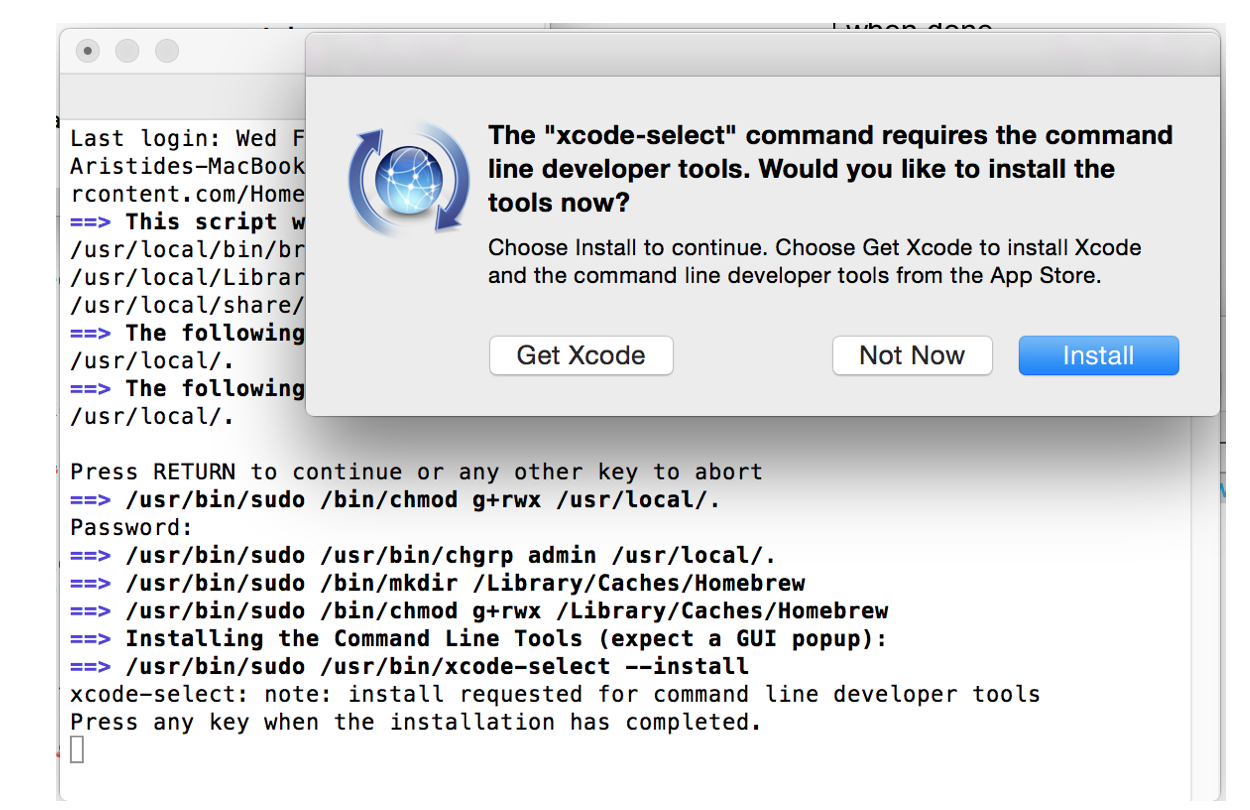 when done
Last login: Wed F
Aristides-MacBook
rcontent.com/Home
==> This script w
/usr/local/bin/br
/usr/local/Librar
/usr/local/share/
==> The following
/usr/local/.
==> The following
/usr/local/.
The "xcode-select" command requires the command
line developer tools. Would you like to install the
tools now?
Choose Install to continue. Choose Get Xcode to install Xcode
and the command line developer tools from the App Store.
Get Xcode
Not Now
Install
Press RETURN to continue or any other key to abort
==> /usr/bin/sudo /bin/chmod g+rwx /usr/local/.
Password:
==> /usr/bin/sudo /usr/bin/chgrp admin /usr/local/.
==> /usr/bin/sudo /bin/mkdir /Library/Caches/Homebrew
==> /usr/bin/sudo /bin/chmod g+rwx /Library/Caches/Homebrew
==> Installing the Command Line Tools (expect a GUI popup):
==> /usr/bin/sudo /usr/bin/xcode-select --install
xcode-select: note: install requested for command line developer tools
Press any key when the installation has completed.